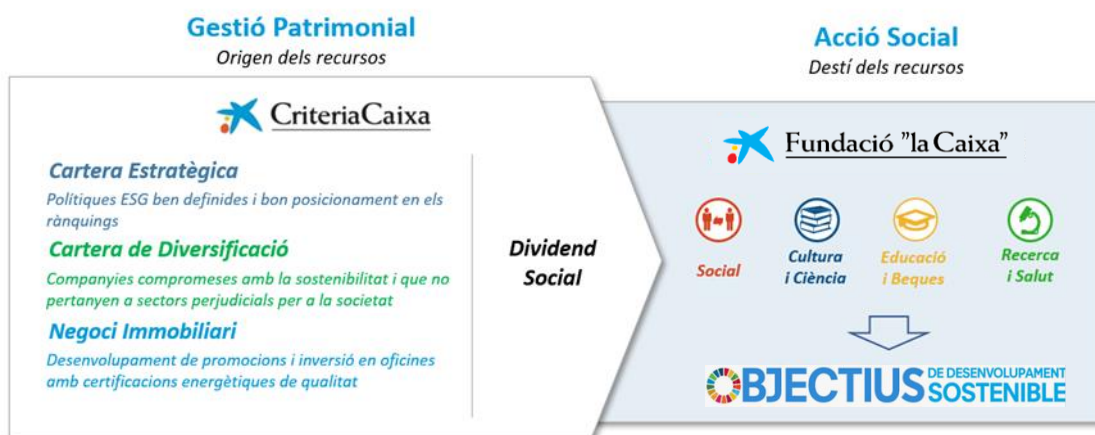 Gestió Patrimonial
Origen dels recursos
CriteriaCaixa
Cartera Estratègica
Polítiques ESG ben definides i bon posicionament en els
rànquings
Cartera de Diversificació
Companyies compromeses amb la sostenibilitat i que no
pertanyen a sectors perjudicials per a la societat
Negoci Immobiliari
Desenvolupament de promocions i inversió en oficines
amb certificacions energètiques de qualitat
Dividend
Social
Acció Social
Destí dels recursos
Fundació "la Caixa"
Social
Cultura
i Ciència
Educació
i Beques
Recerca
i Salut
OBJECTIUS DE DESENVOLUPAMENT
SOSTENIBLE